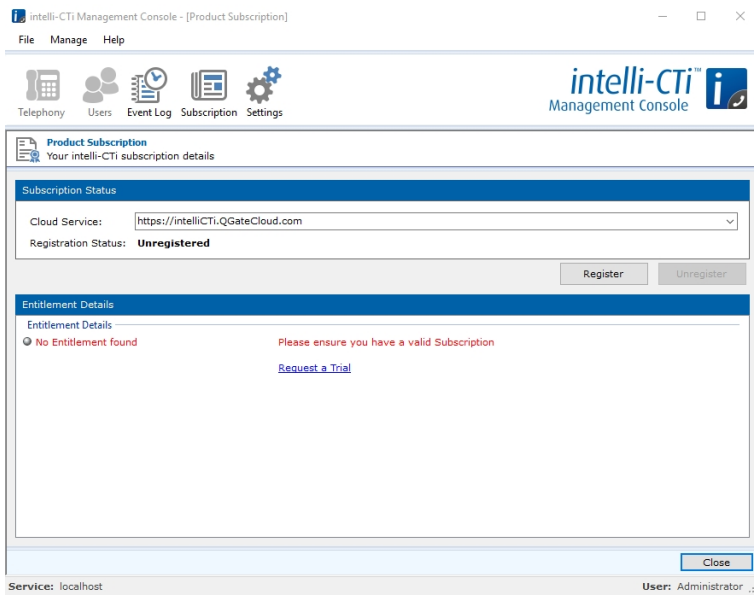 intelli-CTi Management Console - [Product Subscription]
File Manage Help
Telephony Users Event Log Subscription Settings
intelli-CTi™
Management Console
Product Subscription
Your intelli-CTi subscription details
Subscription Status
Cloud Service: https://intelliCTi.QGateCloud.com
Registration Status: Unregistered
Register Unregister
Entitlement Details
Entitlement Details
No Entitlement found Please ensure you have a valid Subscription
Request a Trial
Close
Service: localhost User: Administrator